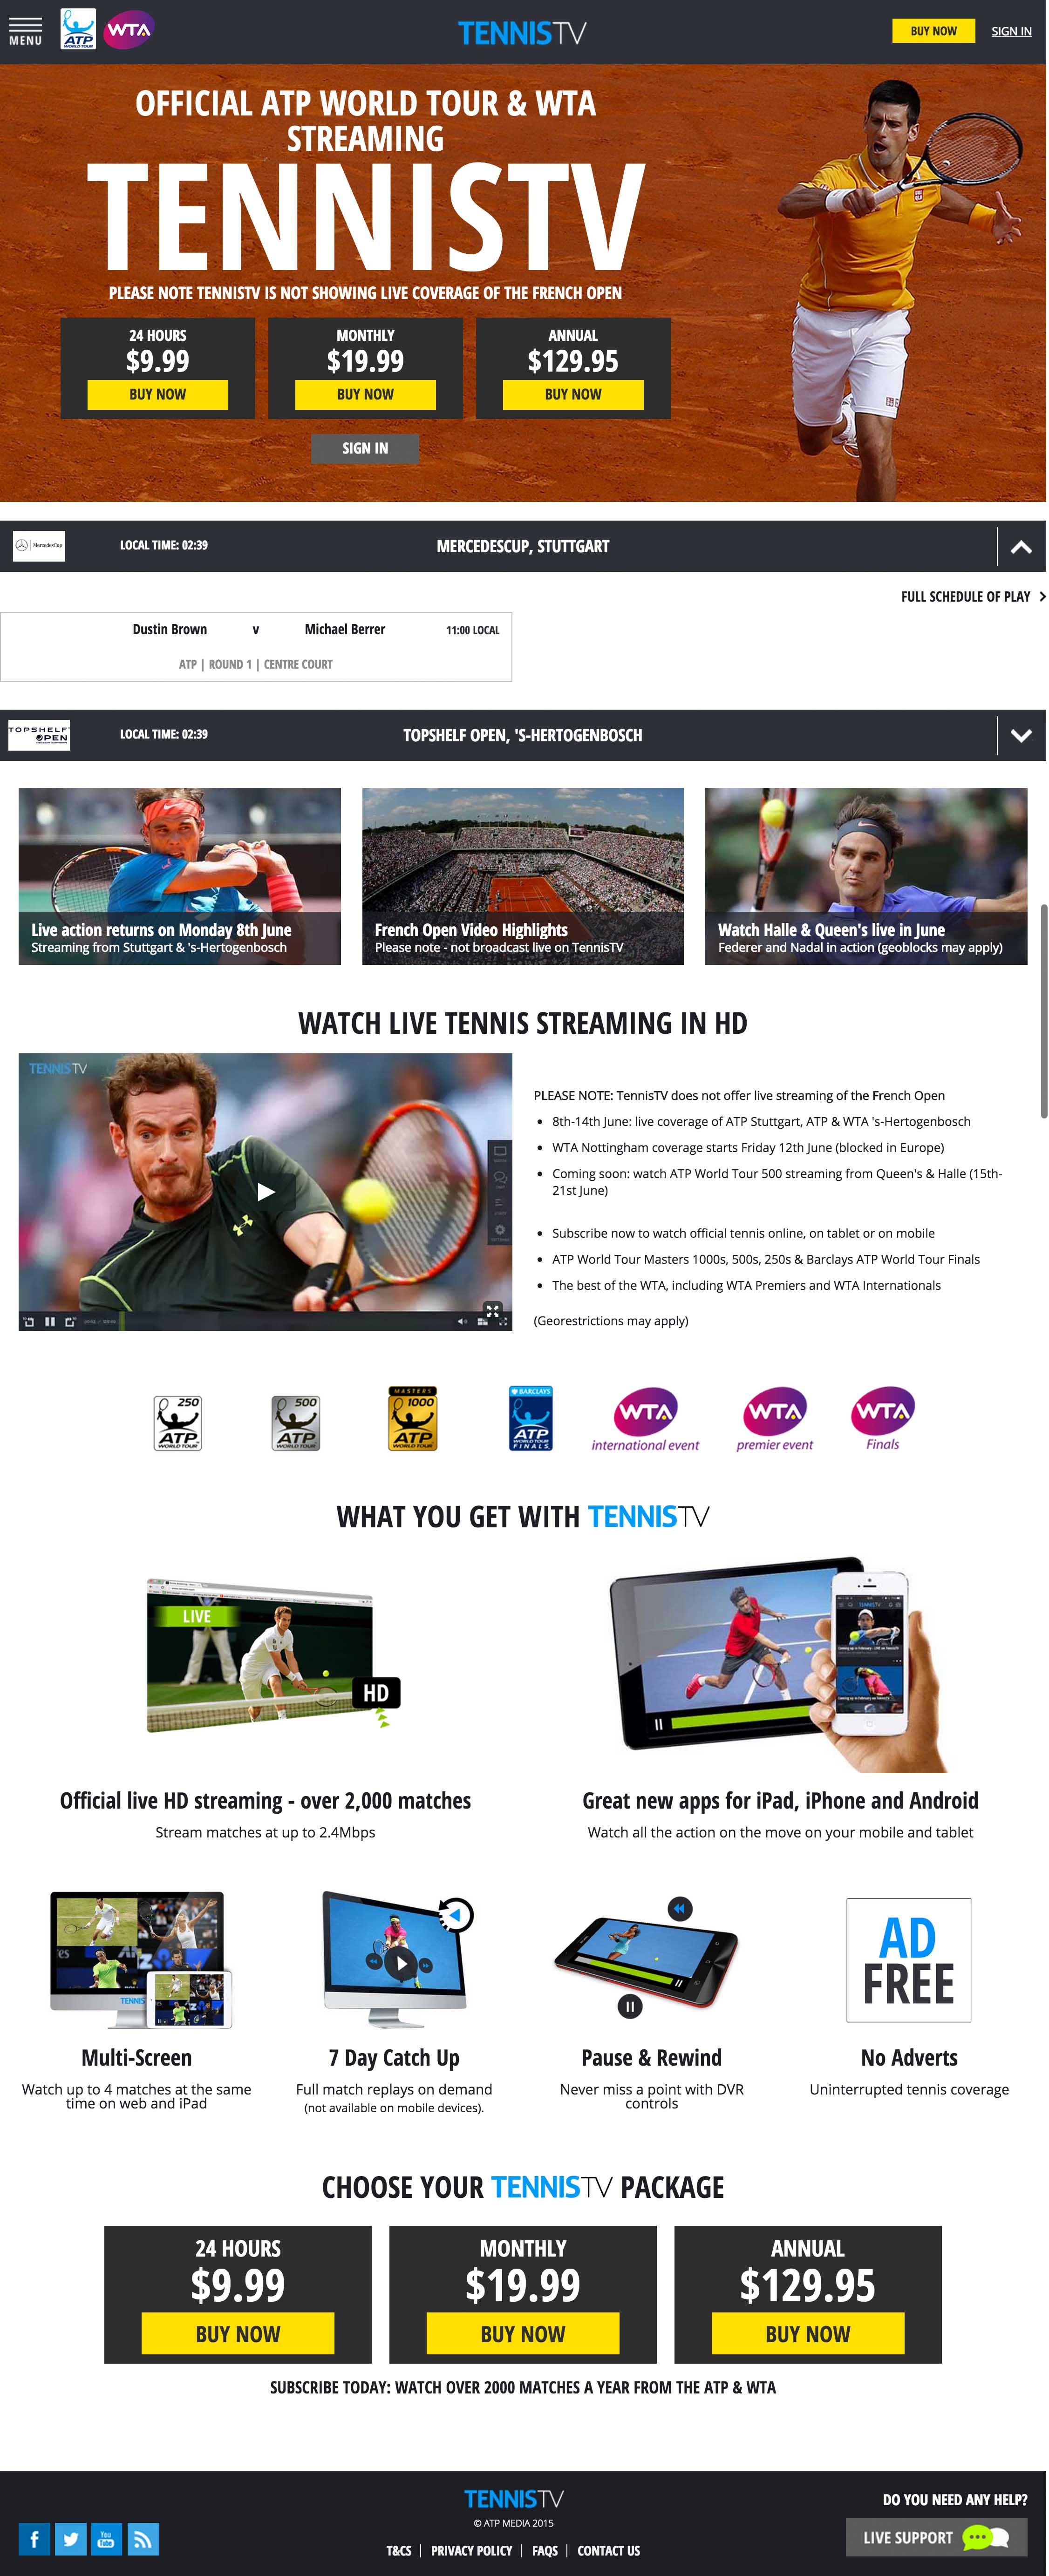 MENU
ATP
WORLD TOUR
WTA
TENNISTV
BUY NOW
SIGN IN
OFFICIAL ATP WORLD TOUR & WTA
STREAMING
TENNISTV
PLEASE NOTE TENNISTV IS NOT SHOWING LIVE COVERAGE OF THE FRENCH OPEN
24 HOURS
$9.99
BUY NOW
MONTHLY
$19.99
BUY NOW
ANNUAL
$129.95
BUY NOW
SIGN IN
MercedesCup
LOCAL TIME: 02:39
MERCEDESCUP, STUTTGART
FULL SCHEDULE OF PLAY
Dustin Brown v Michael Berrer 11:00 LOCAL
ATP | ROUND 1 | CENTRE COURT
TOPSHELF
OPEN
LOCAL TIME: 02:39
TOPSHELF OPEN, 'S-HERTOGENBOSCH
Live action returns on Monday 8th June
Streaming from Stuttgart & 's-Hertogenbosch
French Open Video Highlights
Please note - not broadcast live on TennisTV
Watch Halle & Queen's live in June
Federer and Nadal in action (geoblocks may apply)
WATCH LIVE TENNIS STREAMING IN HD
TENNISTV
PLEASE NOTE: TennisTV does not offer live streaming of the French Open
8th-14th June: live coverage of ATP Stuttgart, ATP & WTA 's-Hertogenbosch
WTA Nottingham coverage starts Friday 12th June (blocked in Europe)
Coming soon: watch ATP World Tour 500 streaming from Queen's & Halle (15th-
21st June)
Subscribe now to watch official tennis online, on tablet or on mobile
ATP World Tour Masters 1000s, 500s, 250s & Barclays ATP World Tour Finals
The best of the WTA, including WTA Premiers and WTA Internationals
(Georestrictions may apply)
250
ATP
WORLD TOUR
500
ATP
WORLD TOUR
MASTERS
1000
ATP
WORLD TOUR
BARCLAYS
ATP
WORLD TOUR
FINALS
WTA
international event
WTA
premier event
WTA
Finals
WHAT YOU GET WITH TENNISTV
LIVE
HD
TENNISTV
Official live HD streaming - over 2,000 matches
Stream matches at up to 2.4Mbps
Great new apps for iPad, iPhone and Android
Watch all the action on the move on your mobile and tablet
TENNIS
AD
FREE
Multi-Screen
Watch up to 4 matches at the same
time on web and iPad
7 Day Catch Up
Full match replays on demand
(not available on mobile devices).
Pause & Rewind
Never miss a point with DVR
controls
No Adverts
Uninterrupted tennis coverage
CHOOSE YOUR TENNISTV PACKAGE
24 HOURS
$9.99
BUY NOW
MONTHLY
$19.99
BUY NOW
ANNUAL
$129.95
BUY NOW
SUBSCRIBE TODAY: WATCH OVER 2000 MATCHES A YEAR FROM THE ATP & WTA
TENNISTV
© ATP MEDIA 2015
T&CS | PRIVACY POLICY | FAQS | CONTACT US
You
Tube
DO YOU NEED ANY HELP?
LIVE SUPPORT